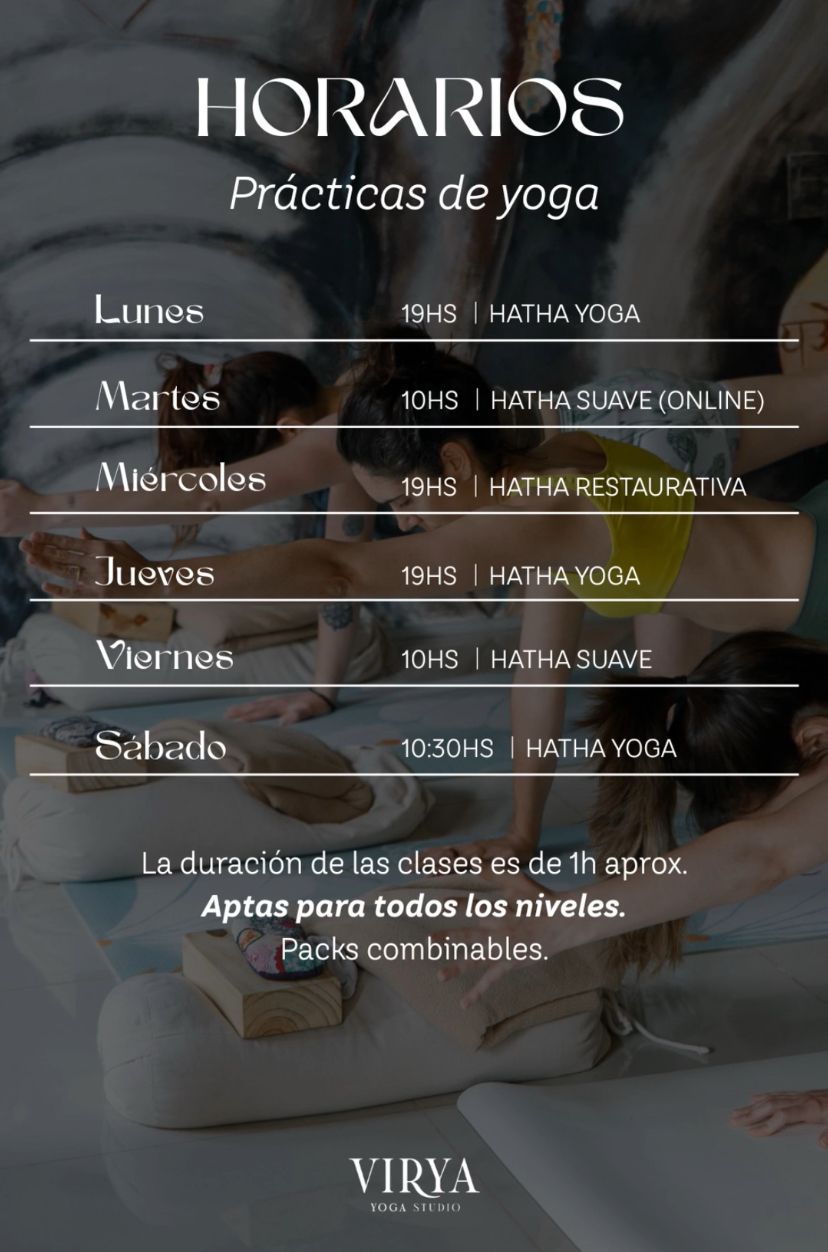 HORARIOS
Prácticas de yoga
Lunes 19HS | HATHA YOGA
Martes 10HS | HATHA SUAVE (ONLINE)
Miércoles 19HS | HATHA RESTAURATIVA
Jueves 19HS | HATHA YOGA
Viernes 10HS | HATHA SUAVE
Sábado 10:30HS | HATHA YOGA
La duración de las clases es de 1h aprox.
Aptas para todos los niveles.
Packs combinables.
VIRYA
YOGA STUDIO